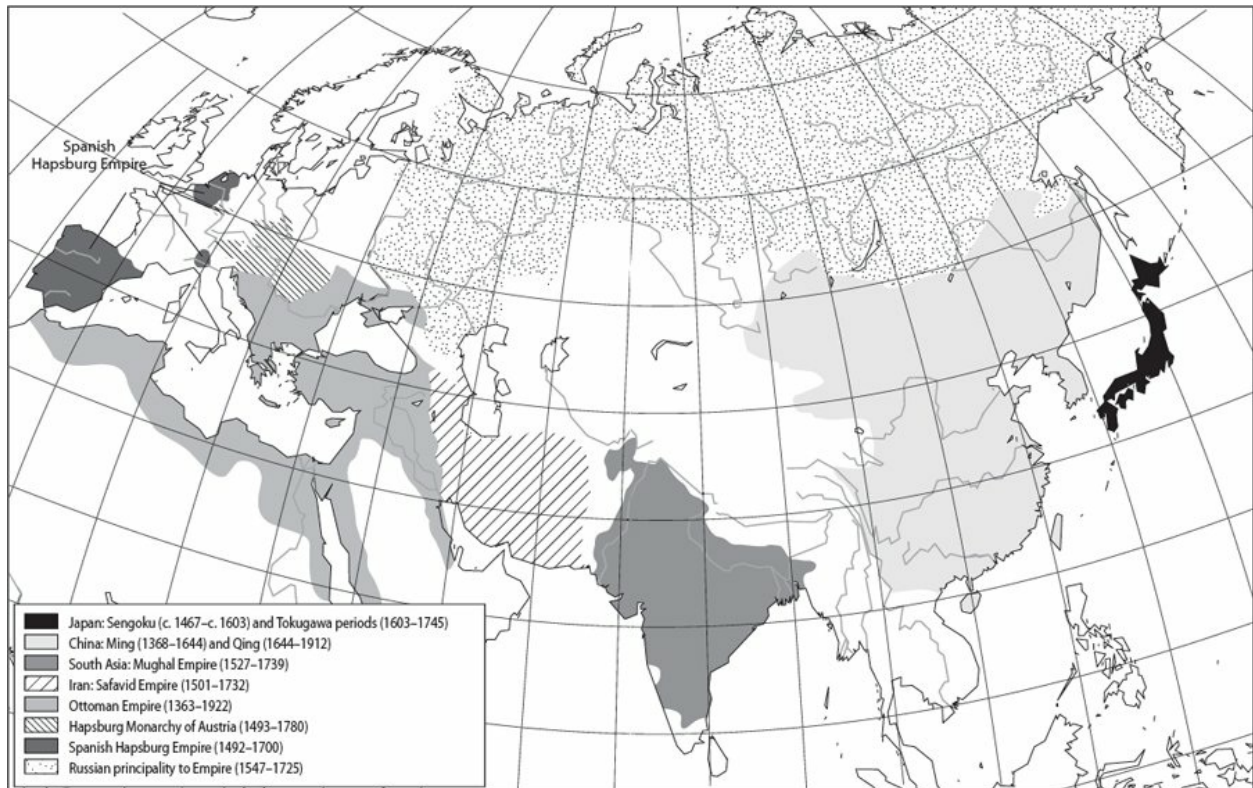 Spanish
Hapsburg Empire
Japan: Sengoku (c. 1467–c. 1603) and Tokugawa periods (1603–1745)
China: Ming (1368–1644) and Qing (1644–1912)
South Asia: Mughal Empire (1527–1739)
Iran: Safavid Empire (1501–1732)
Ottoman Empire (1363–1922)
Hapsburg Monarchy of Austria (1493–1780)
Spanish Hapsburg Empire (1492–1700)
Russian principality to Empire (1547–1725)